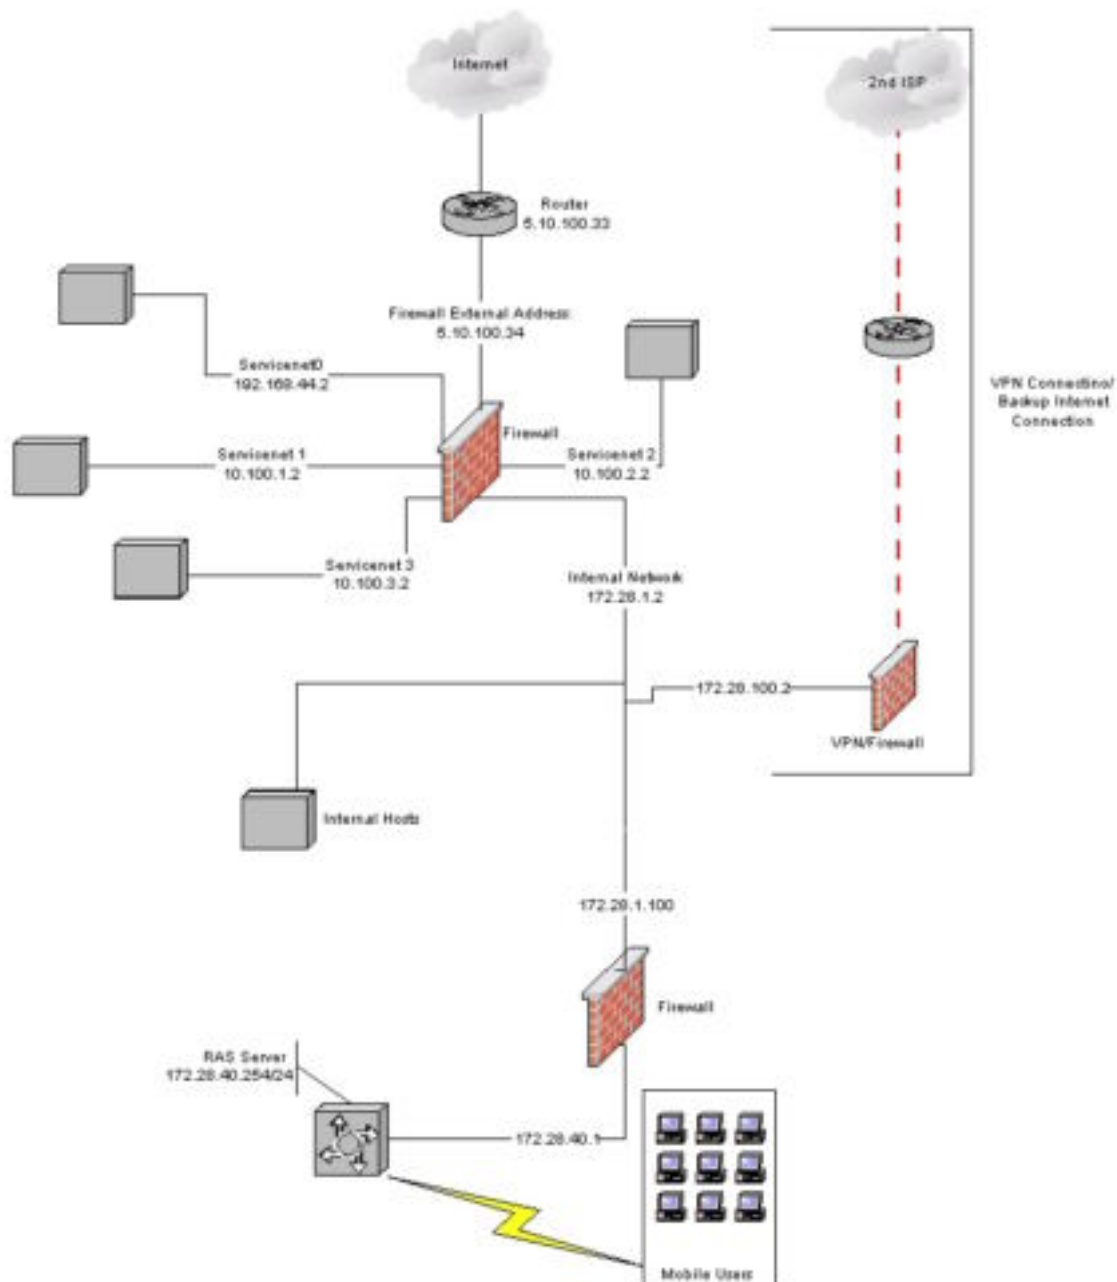 Internet
2nd ISP
Router
5.10.100.33
Firewall External Address
5.10.100.34
Servicenet0
192.168.44.2
VPN Connectino/
Backup Internet
Connection
Firewall
Servicenet 1
10.100.1.2
Servicenet 2
10.100.2.2
Servicenet 3
10.100.3.2
Internal Network
172.28.1.2
172.28.100.2
VPN/Firewall
Internal Hosts
172.28.1.100
Firewall
RAS Server
172.28.40.254/24
172.28.40.1
Mobile Users